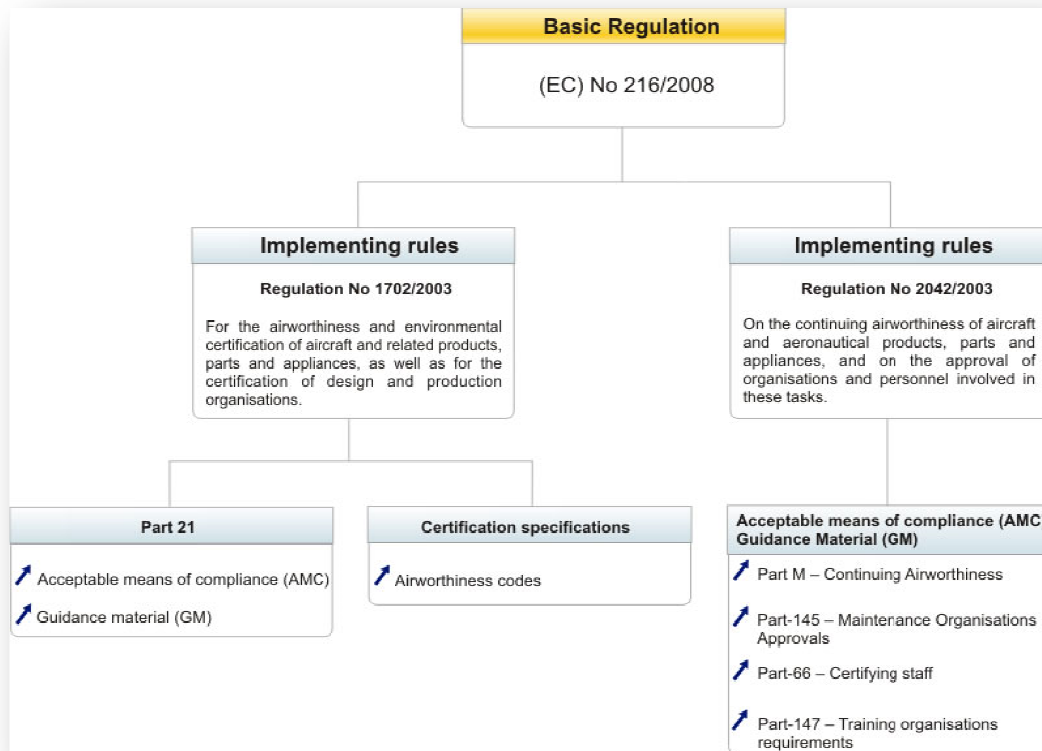 Basic Regulation
(EC) No 216/2008
Implementing rules
Regulation No 1702/2003
For the airworthiness and environmental
certification of aircraft and related products,
parts and appliances, as well as for the
certification of design and production
organisations.
Implementing rules
Regulation No 2042/2003
On the continuing airworthiness of aircraft
and aeronautical products, parts and
appliances, and on the approval of
organisations and personnel involved in
these tasks.
Part 21
Acceptable means of compliance (AMC)
Guidance material (GM)
Certification specifications
Airworthiness codes
Acceptable means of compliance (AMC
Guidance Material (GM)
Part M – Continuing Airworthiness
Part-145 – Maintenance Organisations
Approvals
Part-66 – Certifying staff
Part-147 – Training organisations
requirements